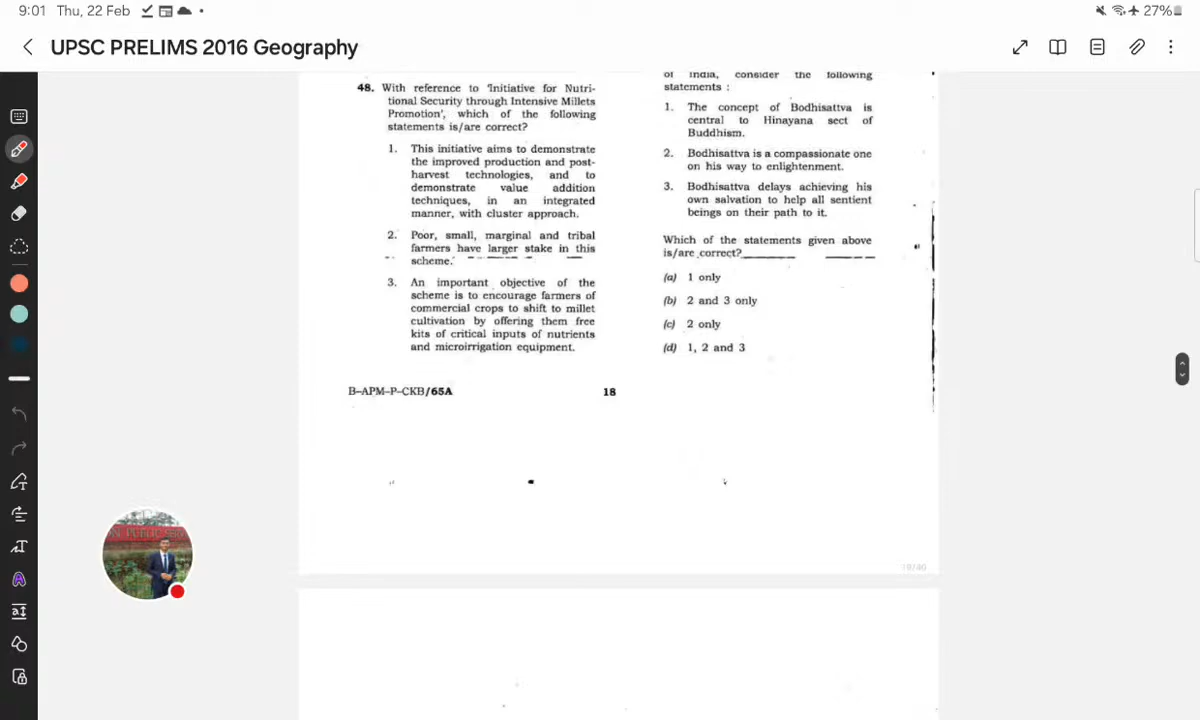 9:01 Thu, 22 Feb
27%
UPSC PRELIMS 2016 Geography
48. With reference to 'Initiative for Nutri-
tional Security through Intensive Millets
Promotion', which of the following
statements is/are correct?
1. This initiative aims to demonstrate
the improved production and post-
harvest technologies, and to
demonstrate value addition
techniques, in an integrated
manner, with cluster approach.
2. Poor, small, marginal and tribal
farmers have larger stake in this
scheme.
3. An important objective of the
scheme is to encourage farmers of
commercial crops to shift to millet
cultivation by offering them free
kits of critical inputs of nutrients
and microirrigation equipment.
of India, consider the following
statements :
1. The concept of Bodhisattva is
central to Hinayana sect of
Buddhism.
2. Bodhisattva is a compassionate one
on his way to enlightenment.
3. Bodhisattva delays achieving his
own salvation to help all sentient
beings on their path to it.
Which of the statements given above
is/are correct?
(a) 1 only
(b) 2 and 3 only
(c) 2 only
(d) 1, 2 and 3
B-APM-P-CKB/65A
18
19/40